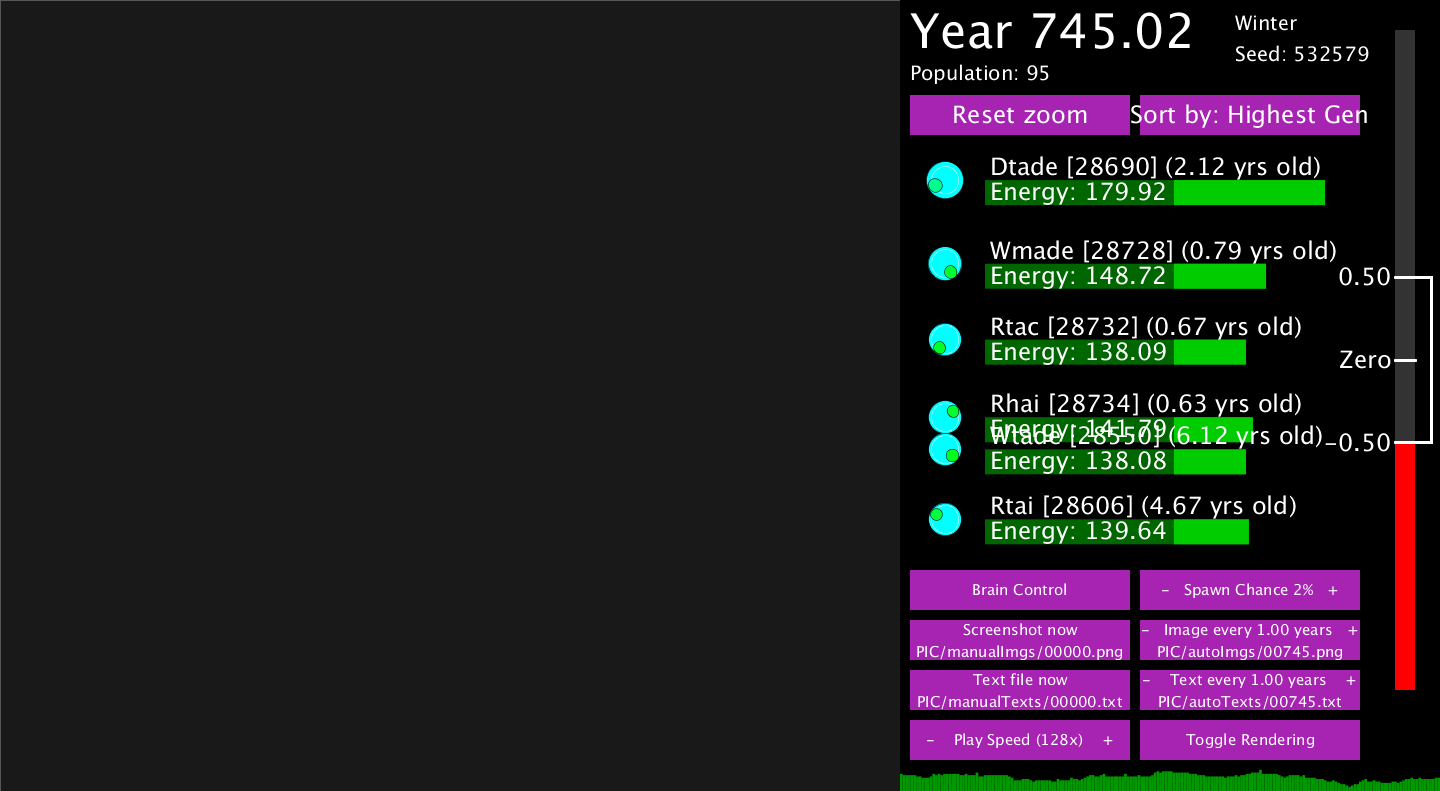 Year 745.02
Winter
Seed: 532579
Population: 95
Reset zoom
Sort by: Highest Gen
Dtade [28690] (2.12 yrs old)
Energy: 179.92
Wmade [28728] (0.79 yrs old)
Energy: 148.72
0.50
Rtac [28732] (0.67 yrs old)
Energy: 138.09
Zero
Rhai [28734] (0.63 yrs old)
Energy: 141.79
Wtade [28550] (6.12 yrs old)
-0.50
Energy: 138.08
Rtai [28606] (4.67 yrs old)
Energy: 139.64
Brain Control
- Spawn Chance 2% +
Screenshot now
PIC/manualImgs/00000.png
- Image every 1.00 years +
PIC/autoImgs/00745.png
Text file now
PIC/manualTexts/00000.txt
- Text every 1.00 years +
PIC/autoTexts/00745.txt
- Play Speed (128x) +
Toggle Rendering